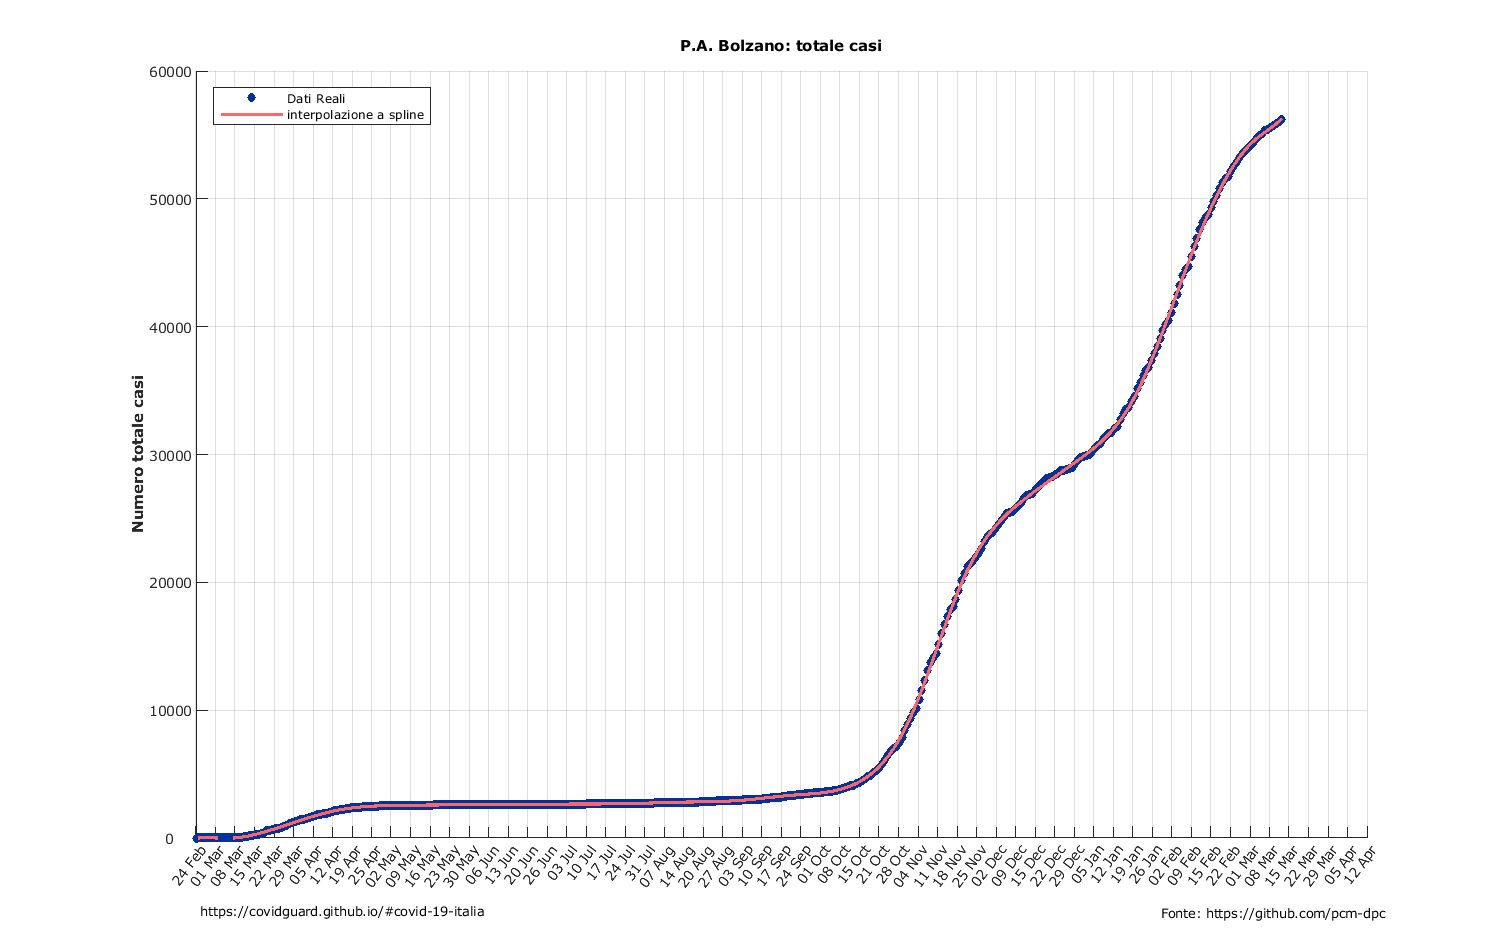 P.A. Bolzano: totale casi
Dati Reali
interpolazione a spline
Numero totale casi
60000
50000
40000
30000
20000
10000
0
24 Feb
01 Mar
08 Mar
15 Mar
22 Mar
29 Mar
05 Apr
12 Apr
19 Apr
25 Apr
02 May
09 May
16 May
23 May
30 May
06 Jun
13 Jun
20 Jun
26 Jun
03 Jul
10 Jul
17 Jul
24 Jul
31 Jul
07 Aug
14 Aug
20 Aug
27 Aug
03 Sep
10 Sep
17 Sep
24 Sep
01 Oct
08 Oct
15 Oct
21 Oct
28 Oct
04 Nov
11 Nov
18 Nov
25 Nov
02 Dec
09 Dec
15 Dec
22 Dec
29 Dec
05 Jan
12 Jan
19 Jan
26 Jan
02 Feb
09 Feb
15 Feb
22 Feb
01 Mar
08 Mar
15 Mar
22 Mar
29 Mar
05 Apr
12 Apr
https://covidguard.github.io/#covid-19-italia
Fonte: https://github.com/pcm-dpc